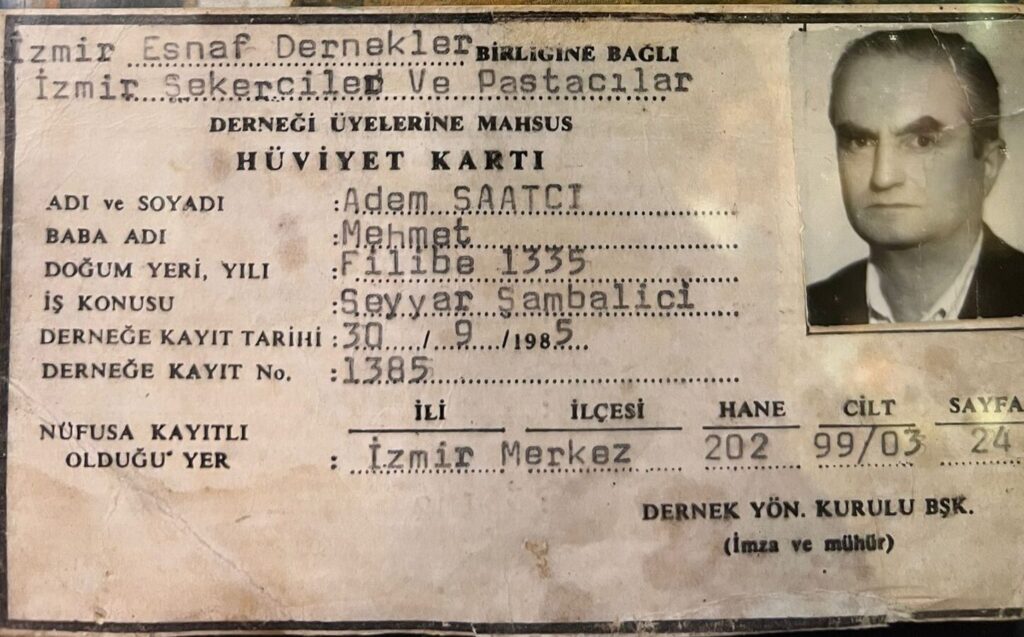 İzmir Esnaf Dernekler BİRLİĞİNE BAĞLI
İzmir Şekerciler Ve Pastacılar
DERNEĞİ ÜYELERİNE MAHSUS
HÜVİYET KARTI
ADI ve SOYADI :Adem SAATCI
BABA ADI :Mehmet
DOĞUM YERİ, YILI :Filibe 1335
İŞ KONUSU :Seyyar Şambalici
DERNEĞE KAYIT TARİHİ :30/9/1985
DERNEĞE KAYIT No. :1385
İLİ İLÇESİ HANE CİLT SAYFA
NÜFUSA KAYITLI
OLDUĞU YER : İzmir Merkez 202 99/03 24
DERNEK YÖN. KURULU BŞK.
(İmza ve mühür)